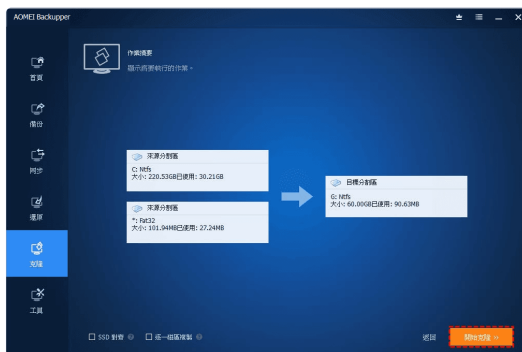 AOMEI Backupper
作業摘要
顯示將要執行的作業。
首頁
備份
同步
還原
克隆
工具
來源分割區
C: Ntfs
大小: 220.53GB已使用: 30.21GB
來源分割區
*: Fat32
大小: 101.94MB已使用: 27.24MB
目標分割區
G: Ntfs
大小: 60.00GB已使用: 90.63MB
SSD 對齊
逐一磁區複製
返回
開始克隆 »